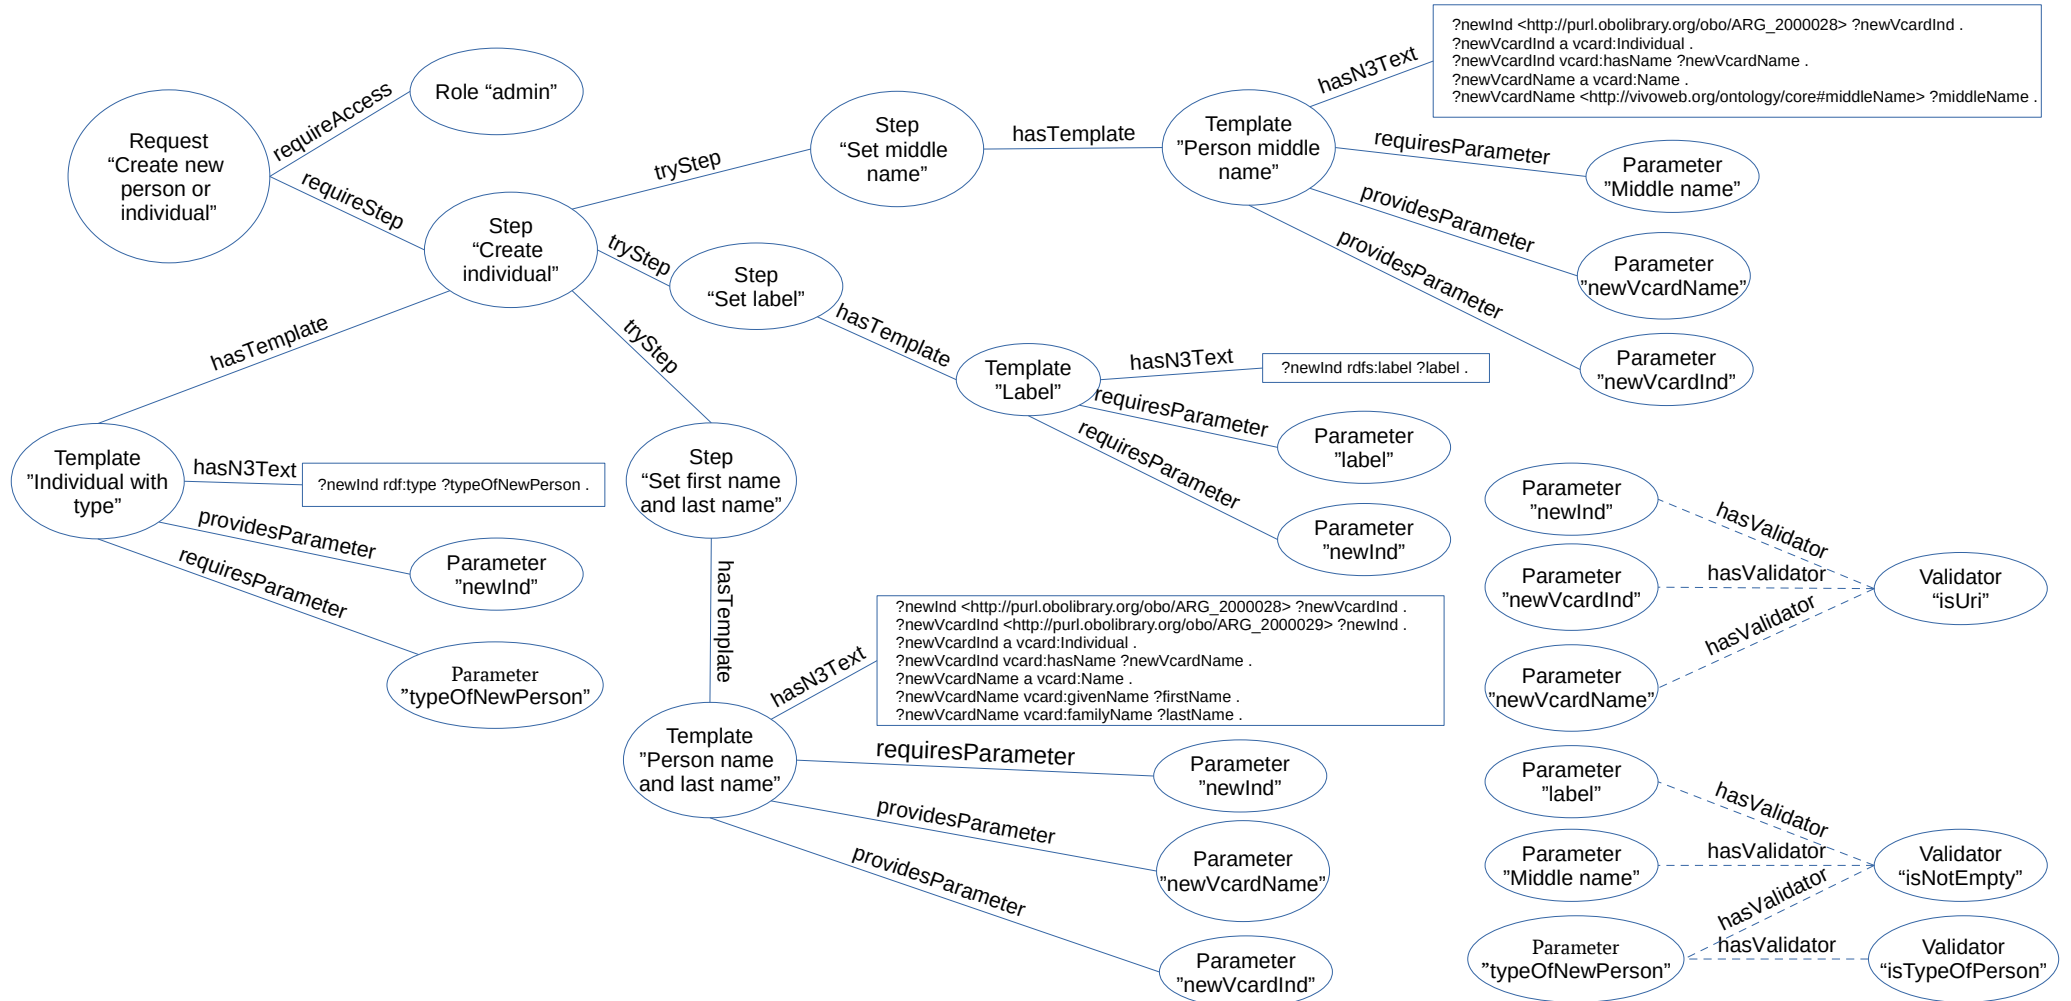 ?newInd <http://purl.obolibrary.org/obo/ARG_2000028> ?newVcardInd .
?newVcardInd a vcard:Individual .
?newVcardInd vcard:hasName ?newVcardName .
?newVcardName a vcard:Name .
?newVcardName <http://vivoweb.org/ontology/core#middleName> ?middleName .
hasN3Text
Role “admin”
requireAccess
Request
“Create new
person or
individual”
requireStep
Step
“Create
individual”
tryStep
Step
“Set middle
name”
hasTemplate
Template
”Person middle
name”
requiresParameter
Parameter
”Middle name”
providesParameter
Parameter
”newVcardName”
providesParameter
Parameter
”newVcardInd”
tryStep
Step
“Set label”
hasTemplate
Template
”Label”
hasN3Text
?newInd rdfs:label ?label .
requiresParameter
Parameter
”label”
requiresParameter
Parameter
”newInd”
hasTemplate
Template
”Individual with
type”
hasN3Text
?newInd rdf:type ?typeOfNewPerson .
providesParameter
Parameter
”newInd”
requiresParameter
Parameter
”typeOfNewPerson”
tryStep
Step
“Set first name
and last name”
hasTemplate
Template
”Person name
and last name”
hasN3Text
?newInd <http://purl.obolibrary.org/obo/ARG_2000028> ?newVcardInd .
?newVcardInd <http://purl.obolibrary.org/obo/ARG_2000029> ?newInd .
?newVcardInd a vcard:Individual .
?newVcardInd vcard:hasName ?newVcardName .
?newVcardName a vcard:Name .
?newVcardName vcard:givenName ?firstName .
?newVcardName vcard:familyName ?lastName .
requiresParameter
Parameter
”newInd”
providesParameter
Parameter
”newVcardName”
providesParameter
Parameter
”newVcardInd”
Parameter
”newInd”
hasValidator
Parameter
”newVcardInd”
hasValidator
Validator
“isUri”
Parameter
”newVcardName”
hasValidator
Parameter
”label”
hasValidator
Parameter
”Middle name”
hasValidator
Validator
“isNotEmpty”
hasValidator
Parameter
”typeOfNewPerson”
hasValidator
Validator
“isTypeOfPerson”